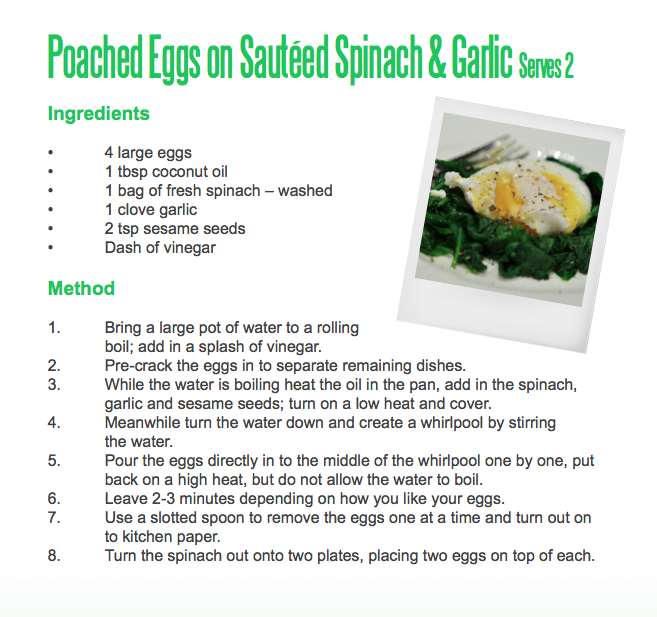 Poached Eggs on Sautéed Spinach & Garlic Serves 2
Ingredients
• 4 large eggs
• 1 tbsp coconut oil
• 1 bag of fresh spinach – washed
• 1 clove garlic
• 2 tsp sesame seeds
• Dash of vinegar
Method
1. Bring a large pot of water to a rolling
boil; add in a splash of vinegar.
2. Pre-crack the eggs in to separate remaining dishes.
3. While the water is boiling heat the oil in the pan, add in the spinach,
garlic and sesame seeds; turn on a low heat and cover.
4. Meanwhile turn the water down and create a whirlpool by stirring
the water.
5. Pour the eggs directly in to the middle of the whirlpool one by one, put
back on a high heat, but do not allow the water to boil.
6. Leave 2-3 minutes depending on how you like your eggs.
7. Use a slotted spoon to remove the eggs one at a time and turn out on
to kitchen paper.
8. Turn the spinach out onto two plates, placing two eggs on top of each.